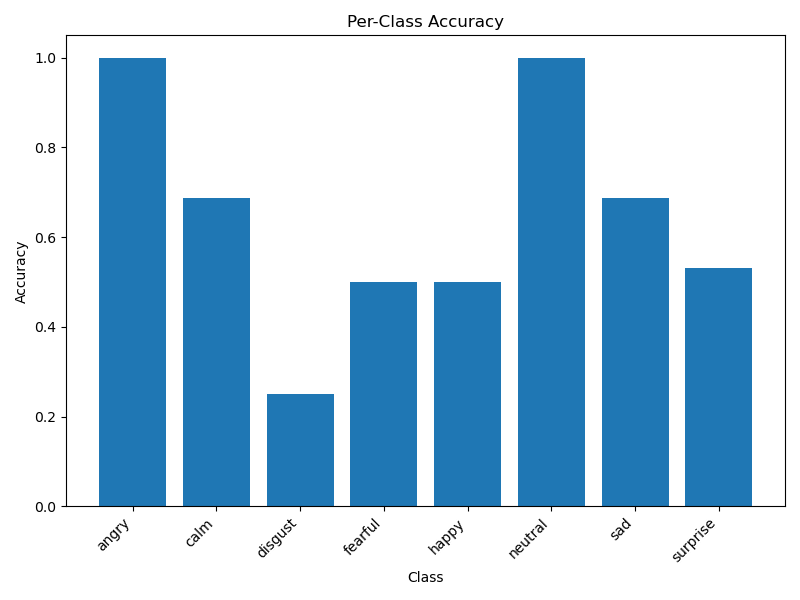 Per-Class Accuracy
Accuracy
1.0
0.8
0.6
0.4
0.2
0.0
angry
calm
disgust
fearful
happy
neutral
sad
surprise
Class